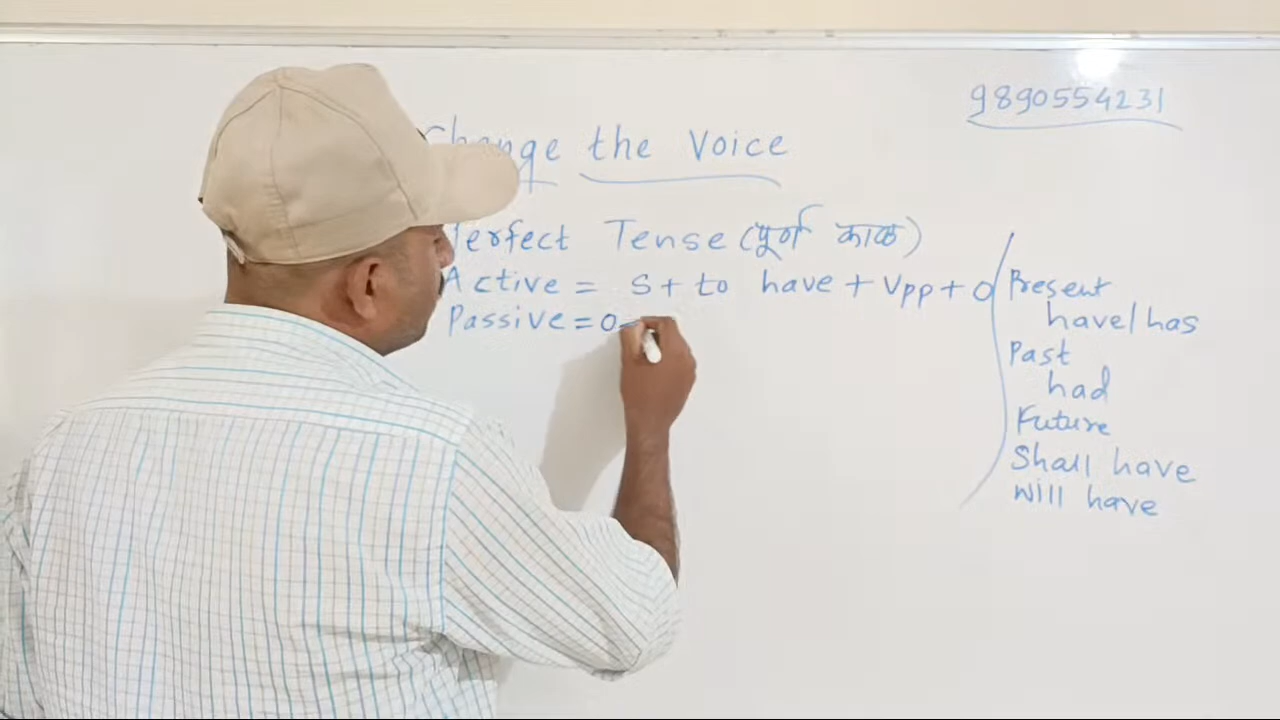 9890554231
Change the Voice
Perfect Tense (पूर्ण काळ)
Active = S + to have + Vpp + O
Passive = O
Present
have/has
Past
had
Future
Shall have
Will have